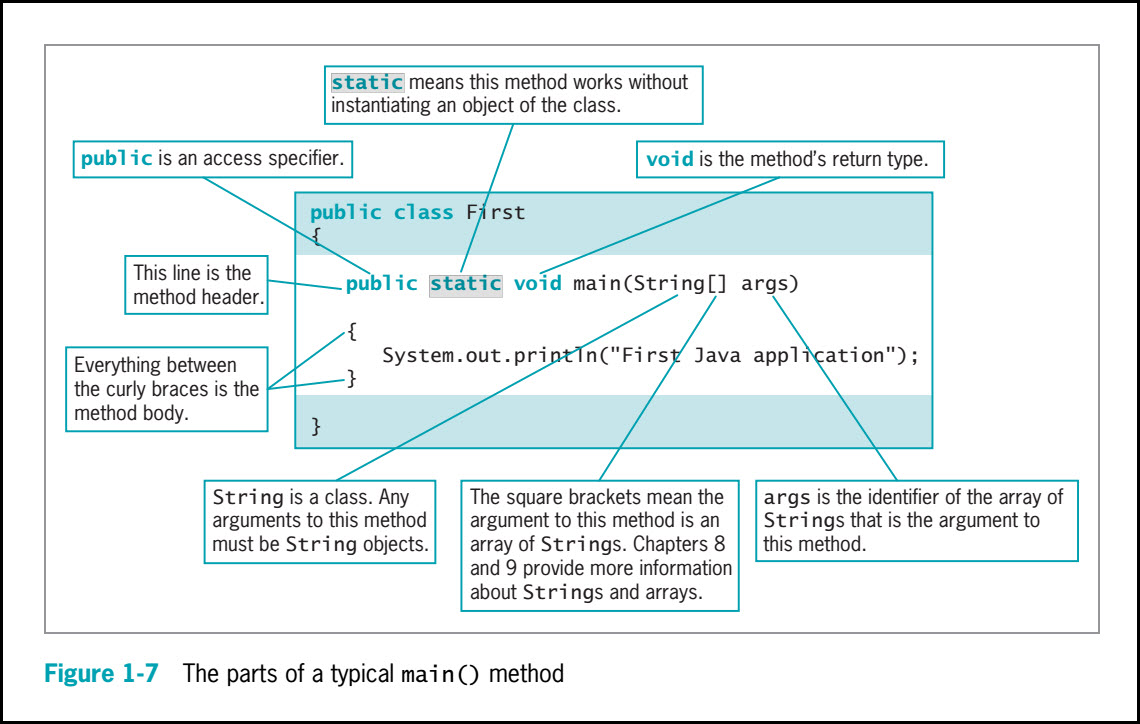 static means this method works without
instantiating an object of the class.
public is an access specifier.
void is the method's return type.
public class First
{
This line is the
method header.
public static void main(String[] args)
{
System.out.println("First Java application");
}
Everything between
the curly braces is the
method body.
}
String is a class. Any
arguments to this method
must be String objects.
The square brackets mean the
argument to this method is an
array of Strings. Chapters 8
and 9 provide more information
about Strings and arrays.
args is the identifier of the array of
Strings that is the argument to
this method.
Figure 1-7 The parts of a typical main() method